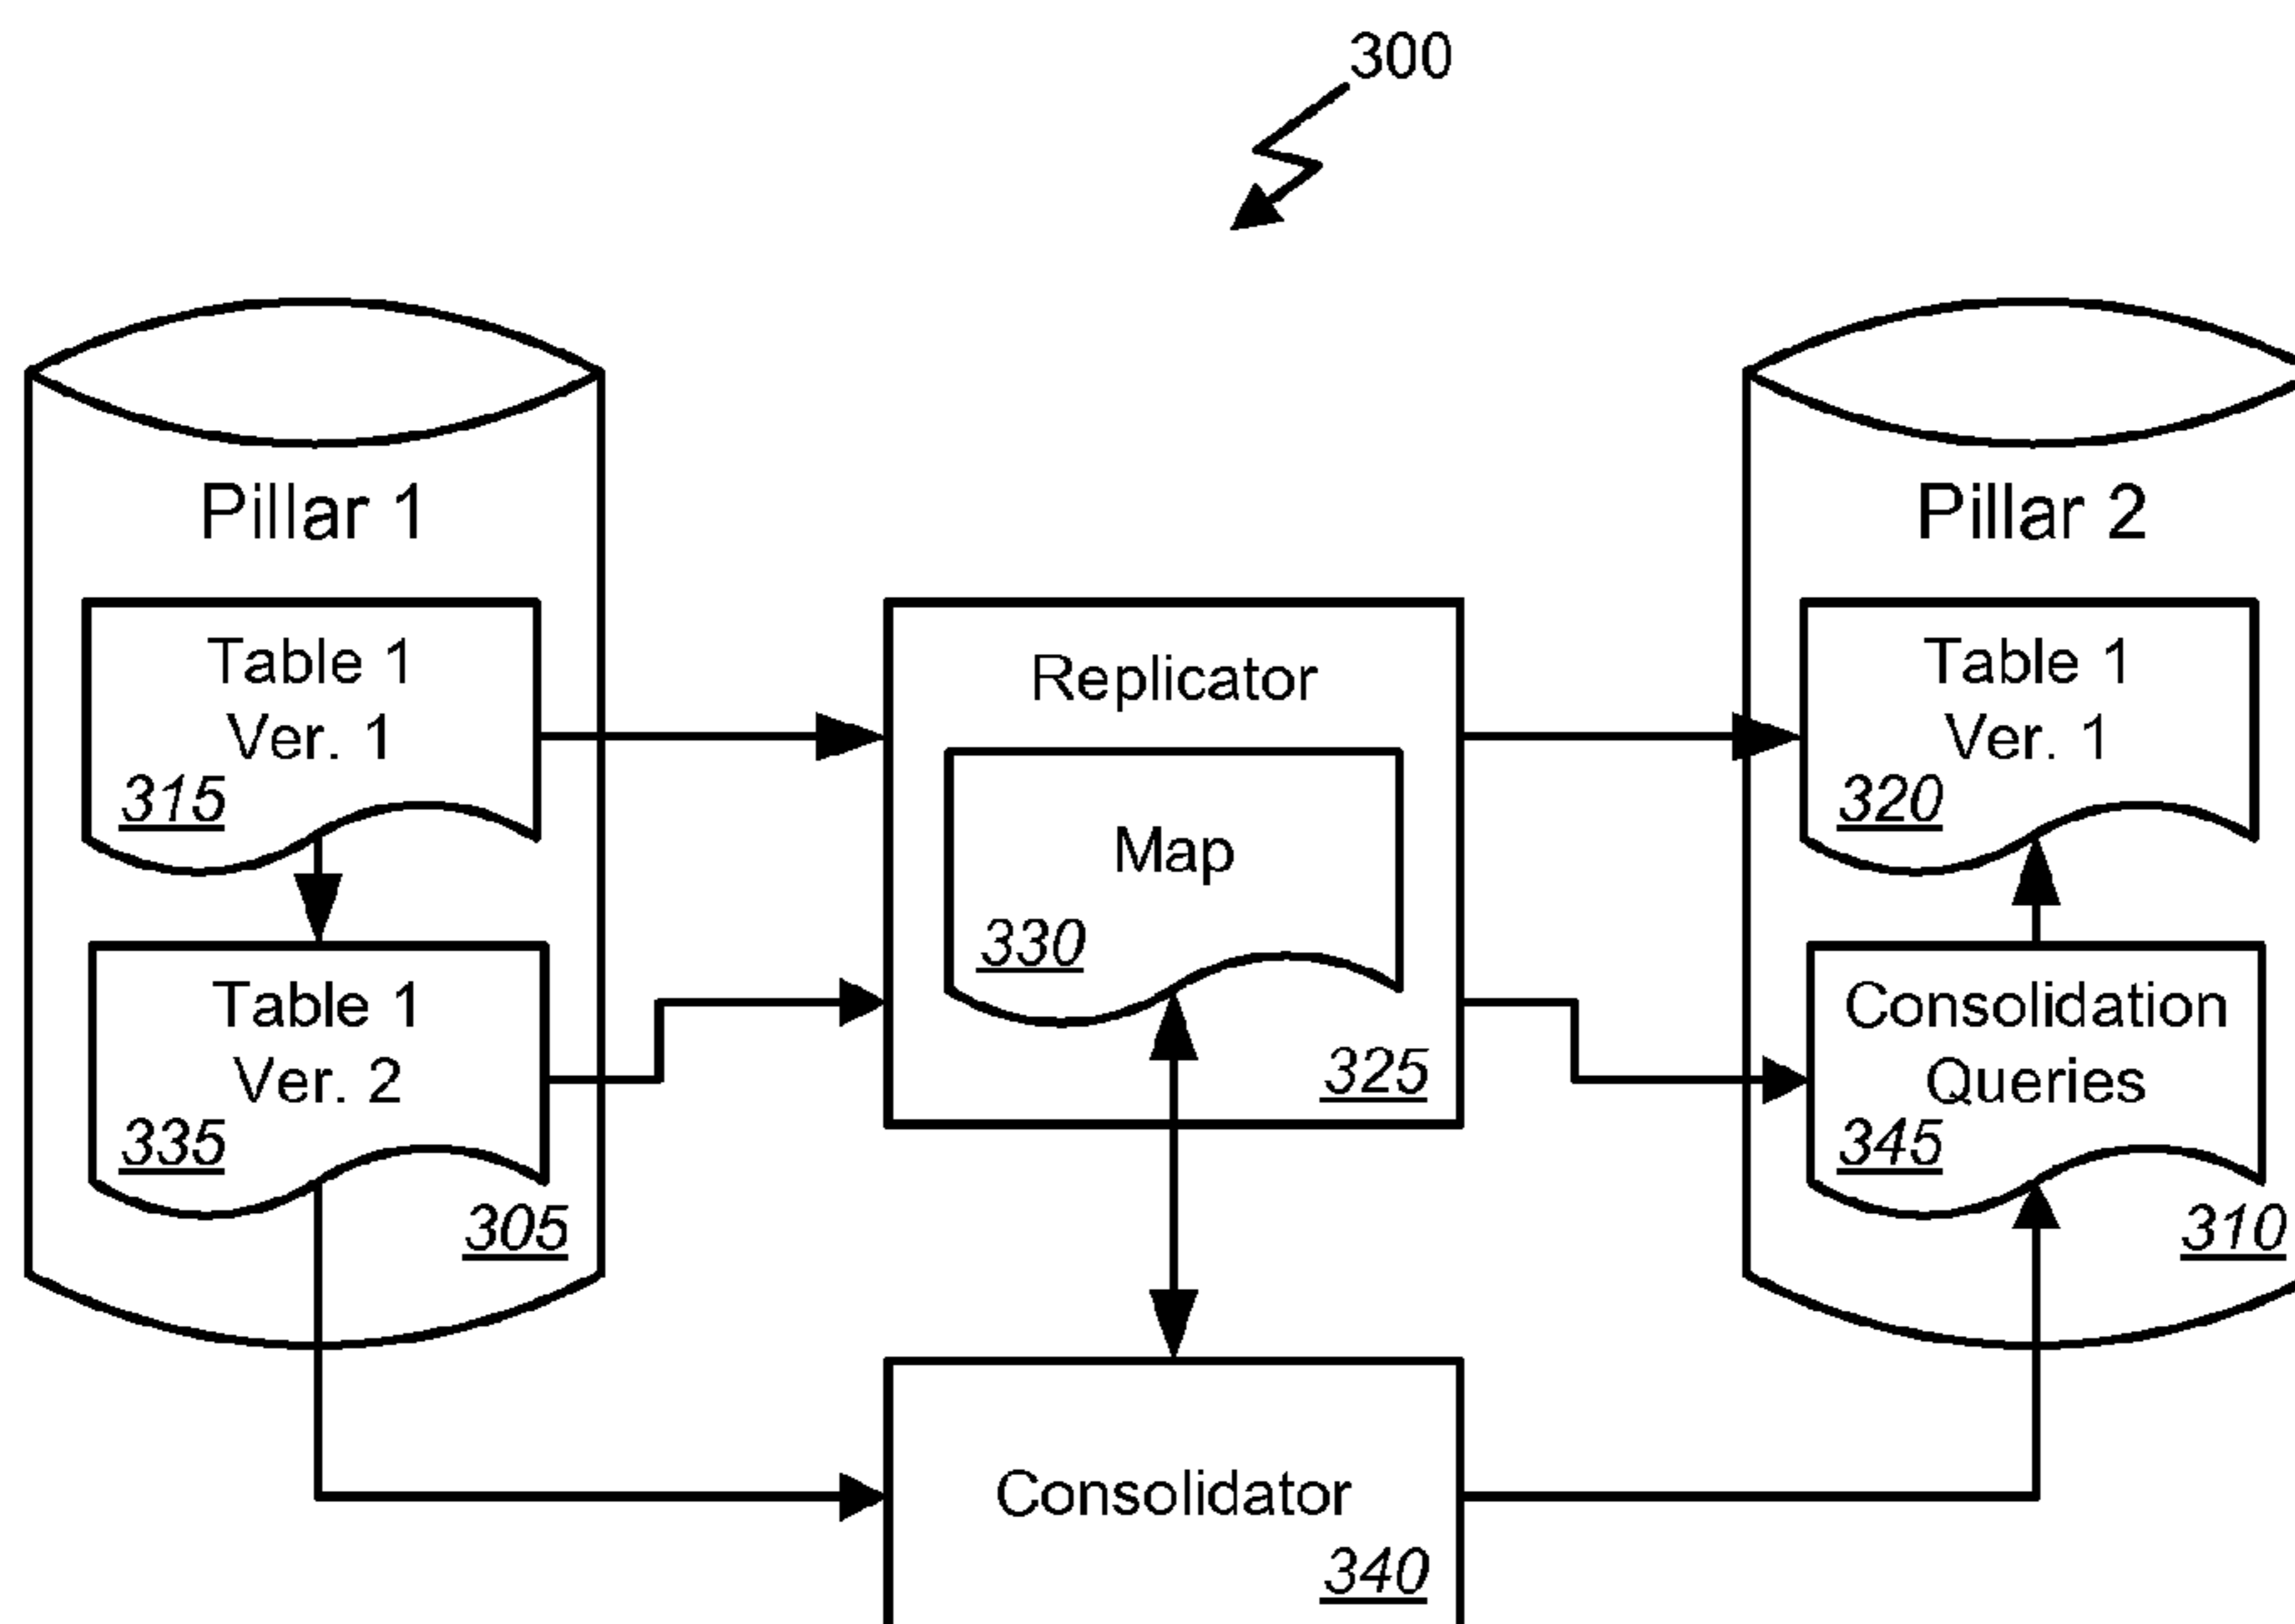 300
Pillar 1
Pillar 2
Table 1
Ver. 1
315
Replicator
Map
330
325
Table 1
Ver. 1
320
Table 1
Ver. 2
335
305
Consolidation
Queries
345
310
Consolidator
340